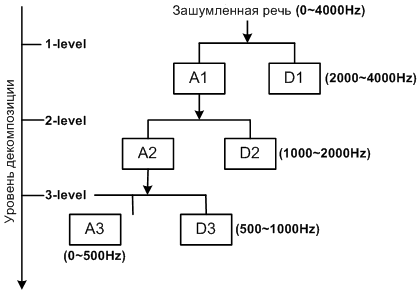 Зашумленная речь (0~4000Hz)
1-level
A1
D1
(2000~4000Hz)
2-level
A2
D2
(1000~2000Hz)
3-level
A3
D3
(500~1000Hz)
(0~500Hz)
Уровень декомпозиции